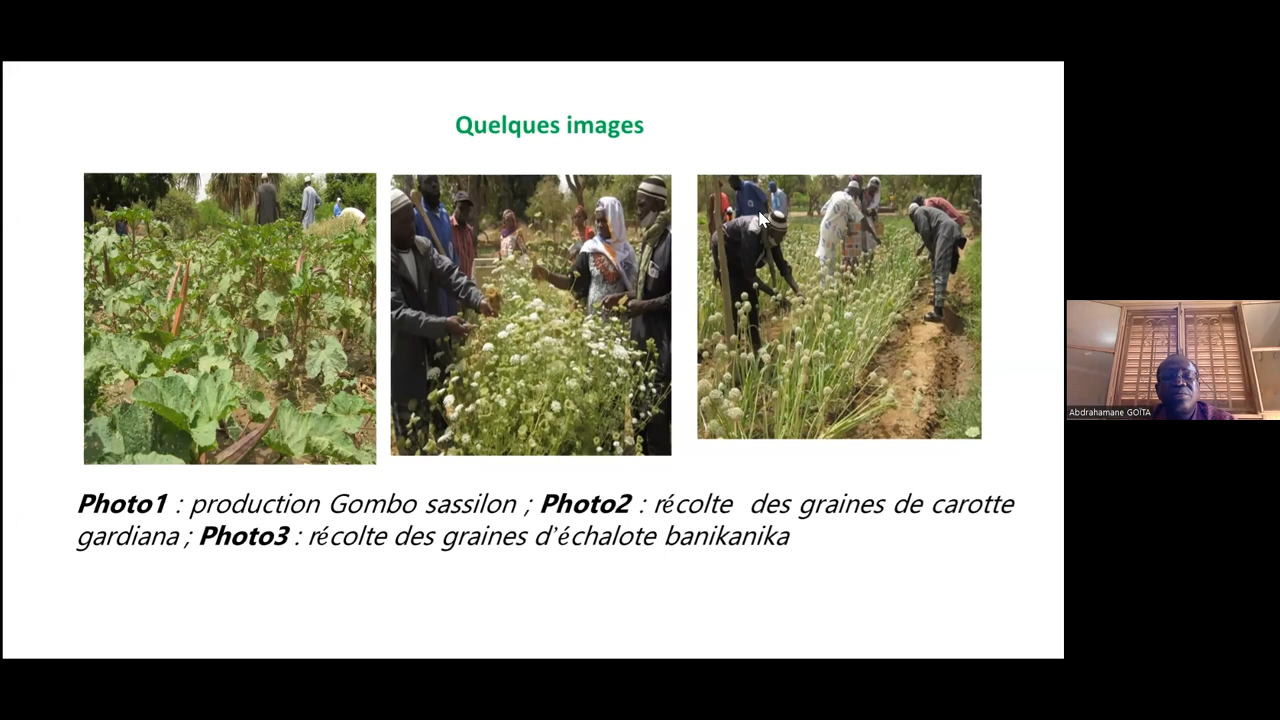 Quelques images
Photo1 : production Gombo sassilon ; Photo2 : récolte des graines de carotte
gardiana ; Photo3 : récolte des graines d’échalote banikanika
Abdrahamane GOÏTA